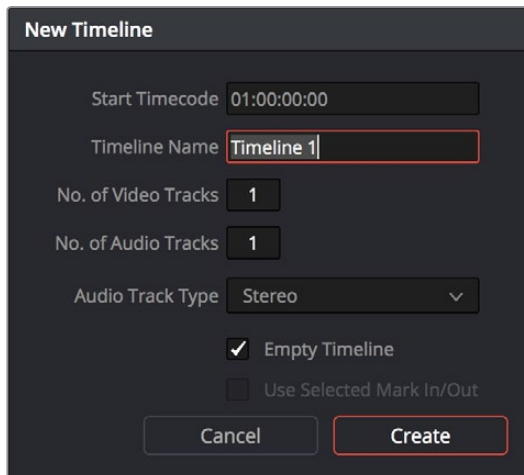 New Timeline
Start Timecode 01:00:00:00
Timeline Name Timeline 1
No. of Video Tracks 1
No. of Audio Tracks 1
Audio Track Type Stereo
Empty Timeline
Use Selected Mark In/Out
Cancel Create